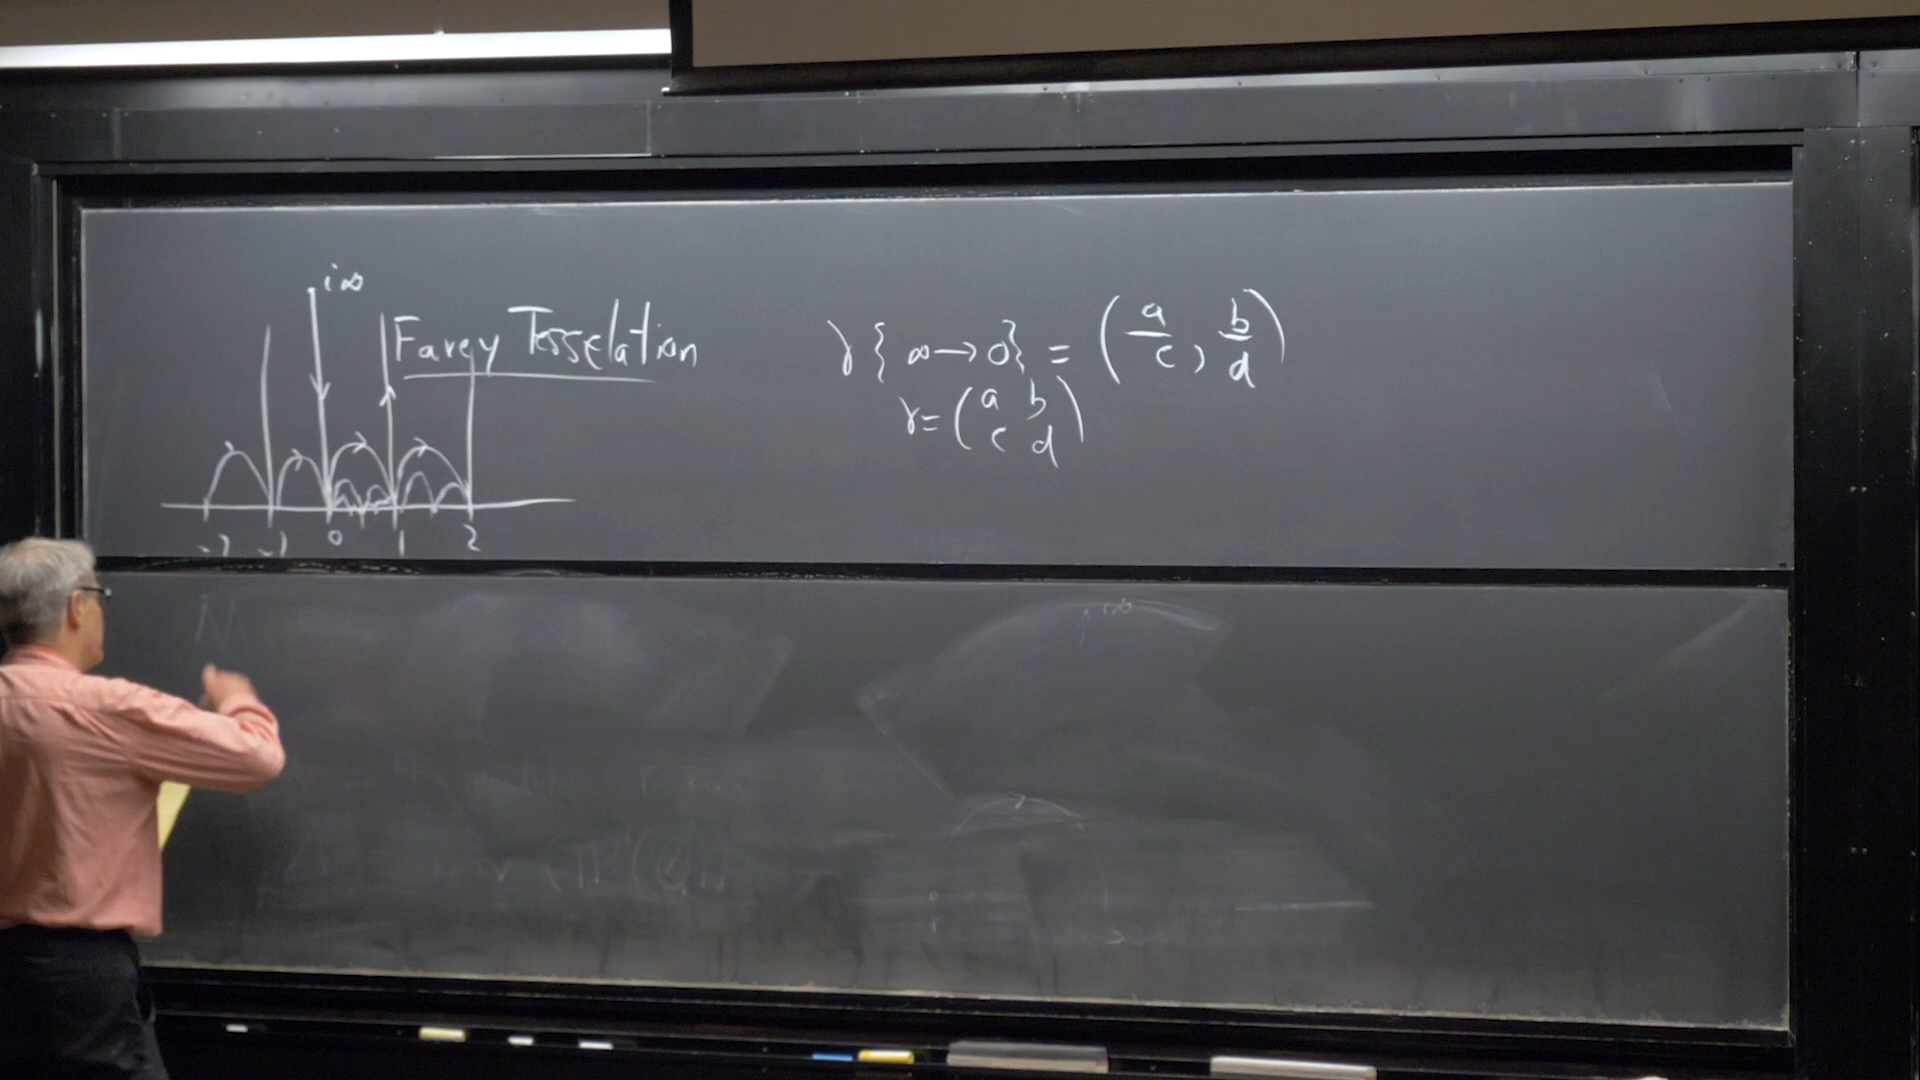 i∞
Farey Tesselation
-2 -1 0 1 2
γ{∞→0} = (a/c, b/d)
γ = (a b
c d)